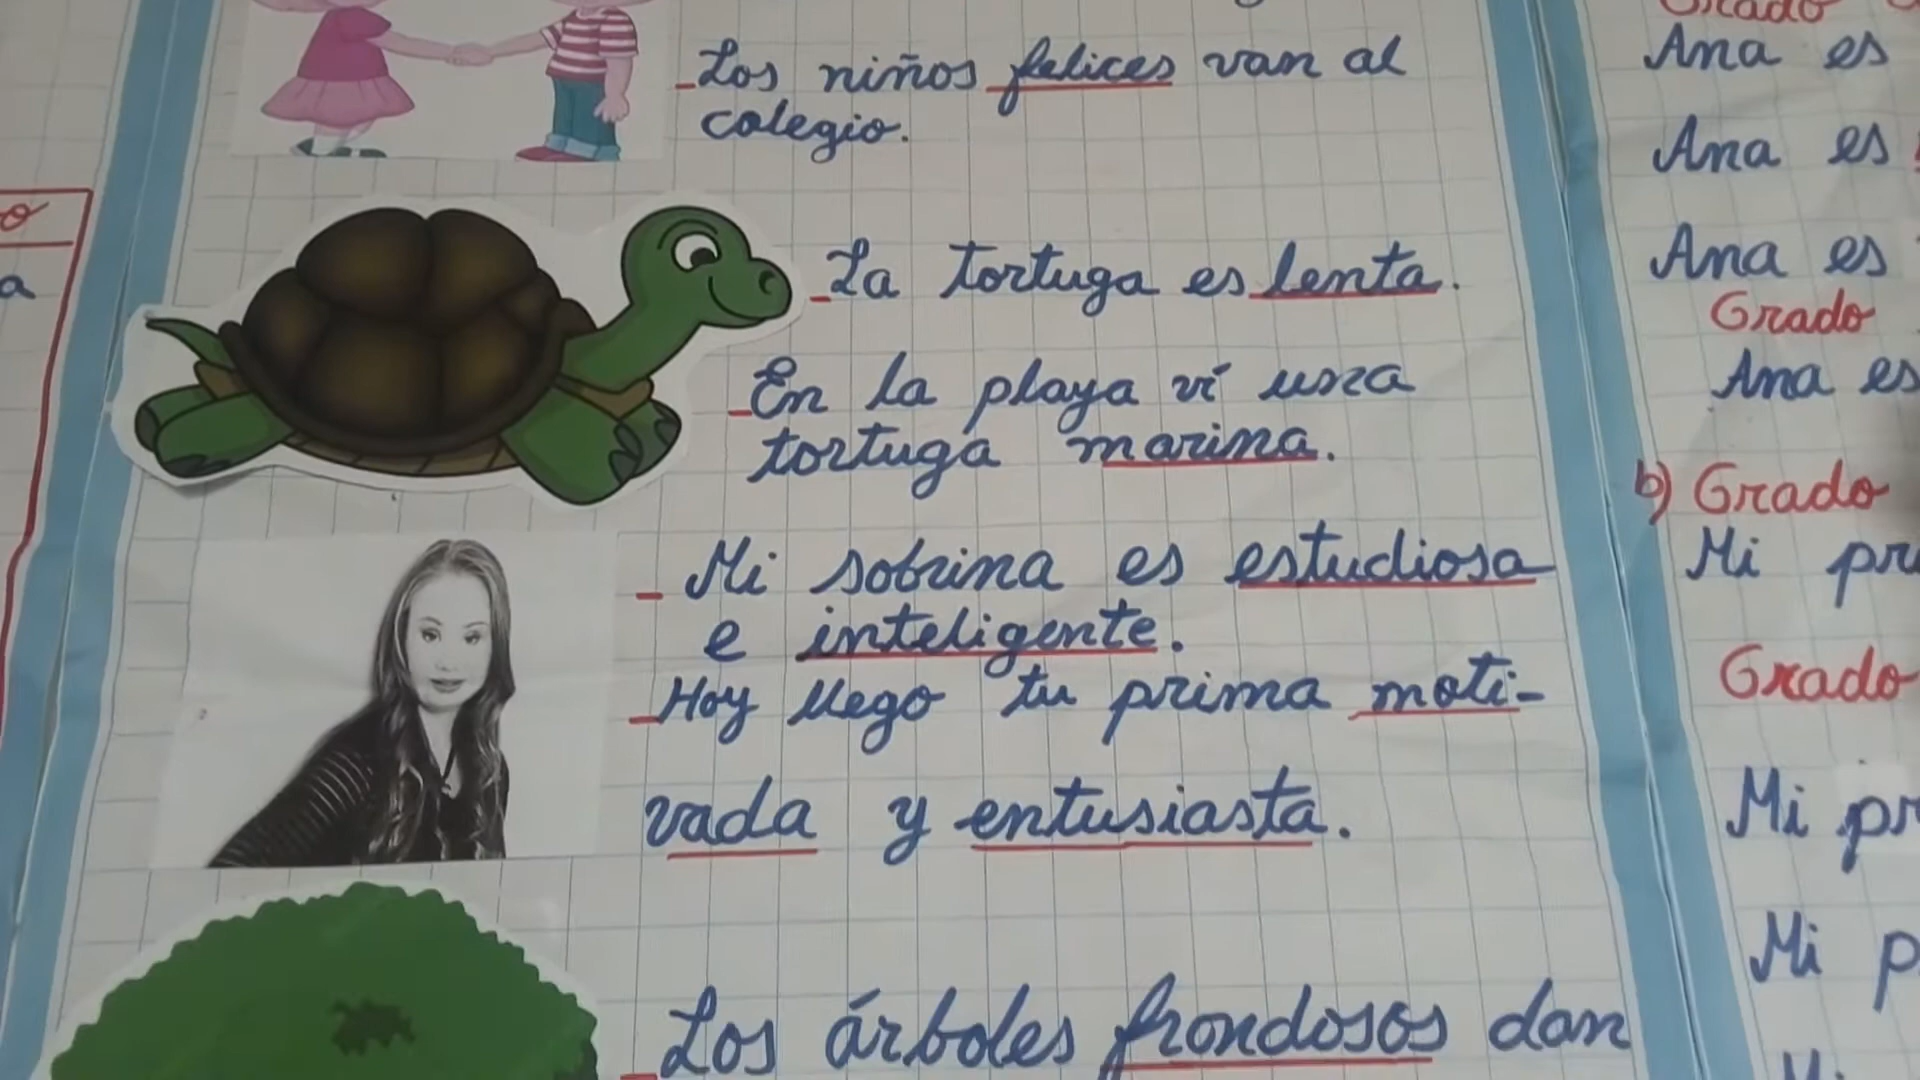 Los niños felices van al
colegio.
La tortuga es lenta.
En la playa ví una
tortuga marina.
Mi sobrina es estudiosa
e inteligente.
Hoy llego tu prima moti-
vada y entusiasta.
Los árboles frondosos dan
o
a
Grado
Ana es
Ana es
Ana es
Grado
Ana es
b) Grado
Mi
Grado
Mi
Mi